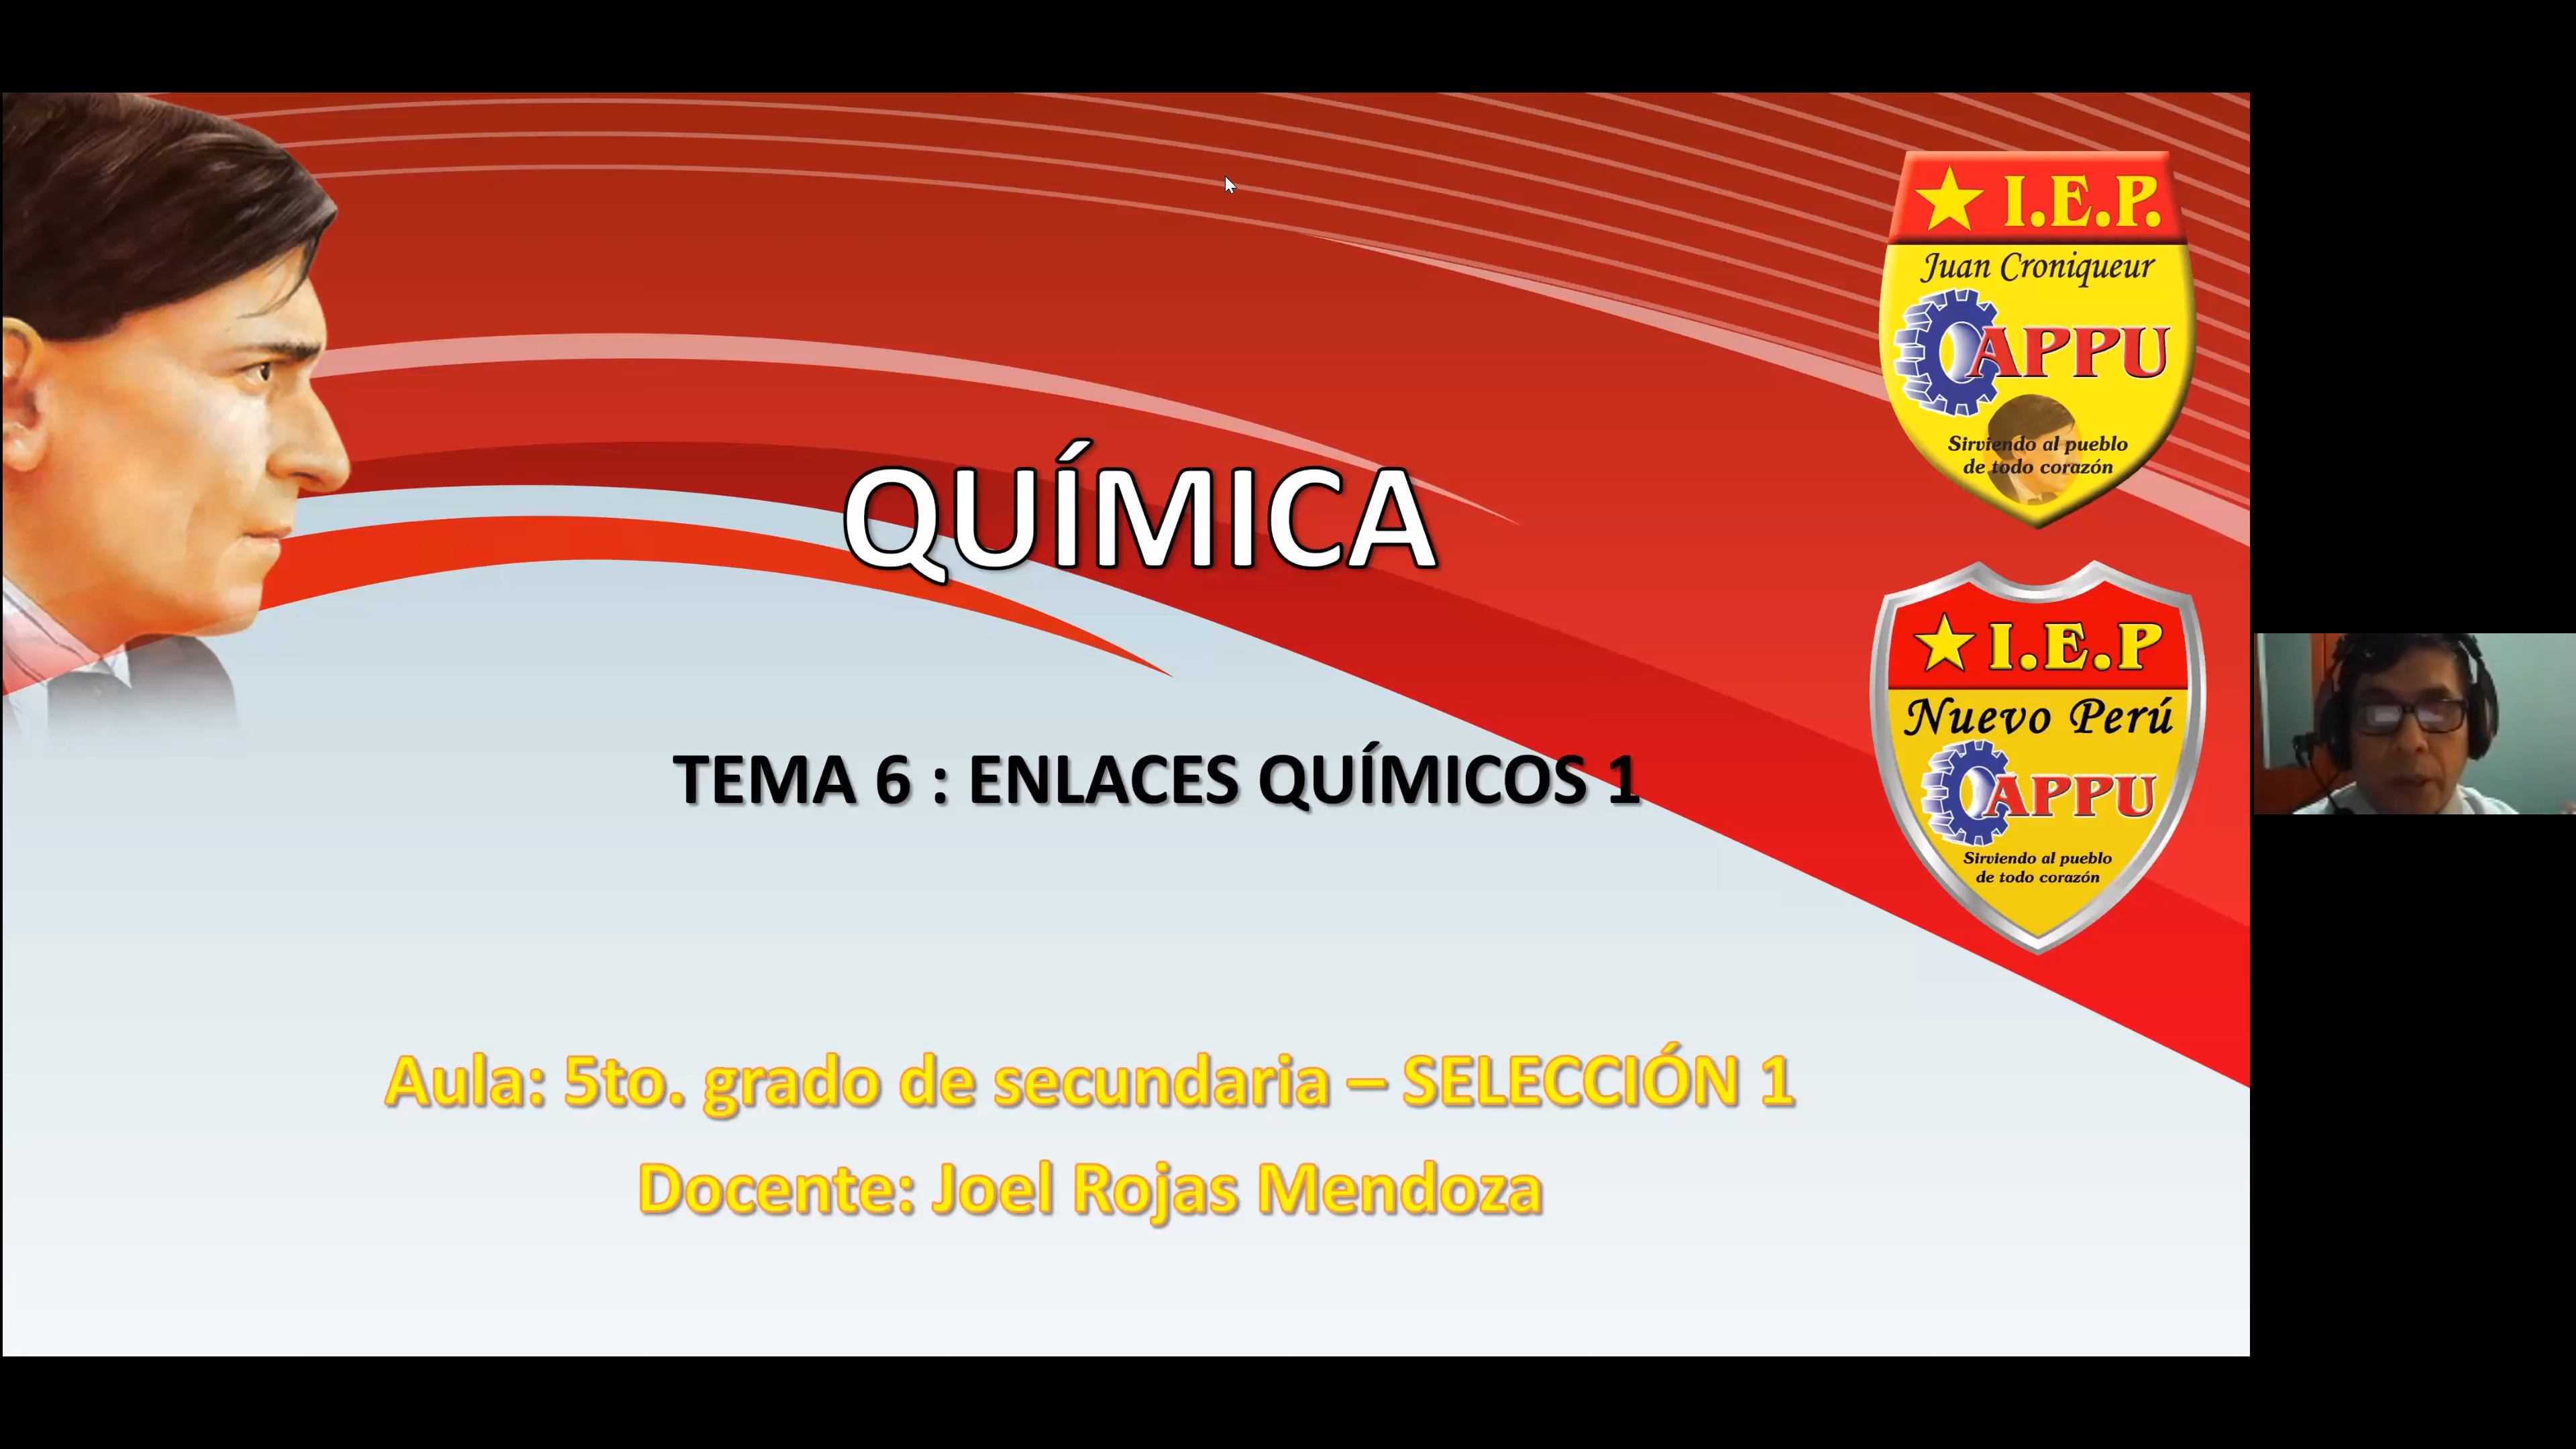 QUÍMICA
TEMA 6 : ENLACES QUÍMICOS 1
Aula: 5to. grado de secundaria – SELECCIÓN 1
Docente: Joel Rojas Mendoza
I.E.P.
Juan Croniqueur
CAPPU
Sirviendo al pueblo
de todo corazón
I.E.P
Nuevo Perú
CAPPU
Sirviendo al pueblo
de todo corazón